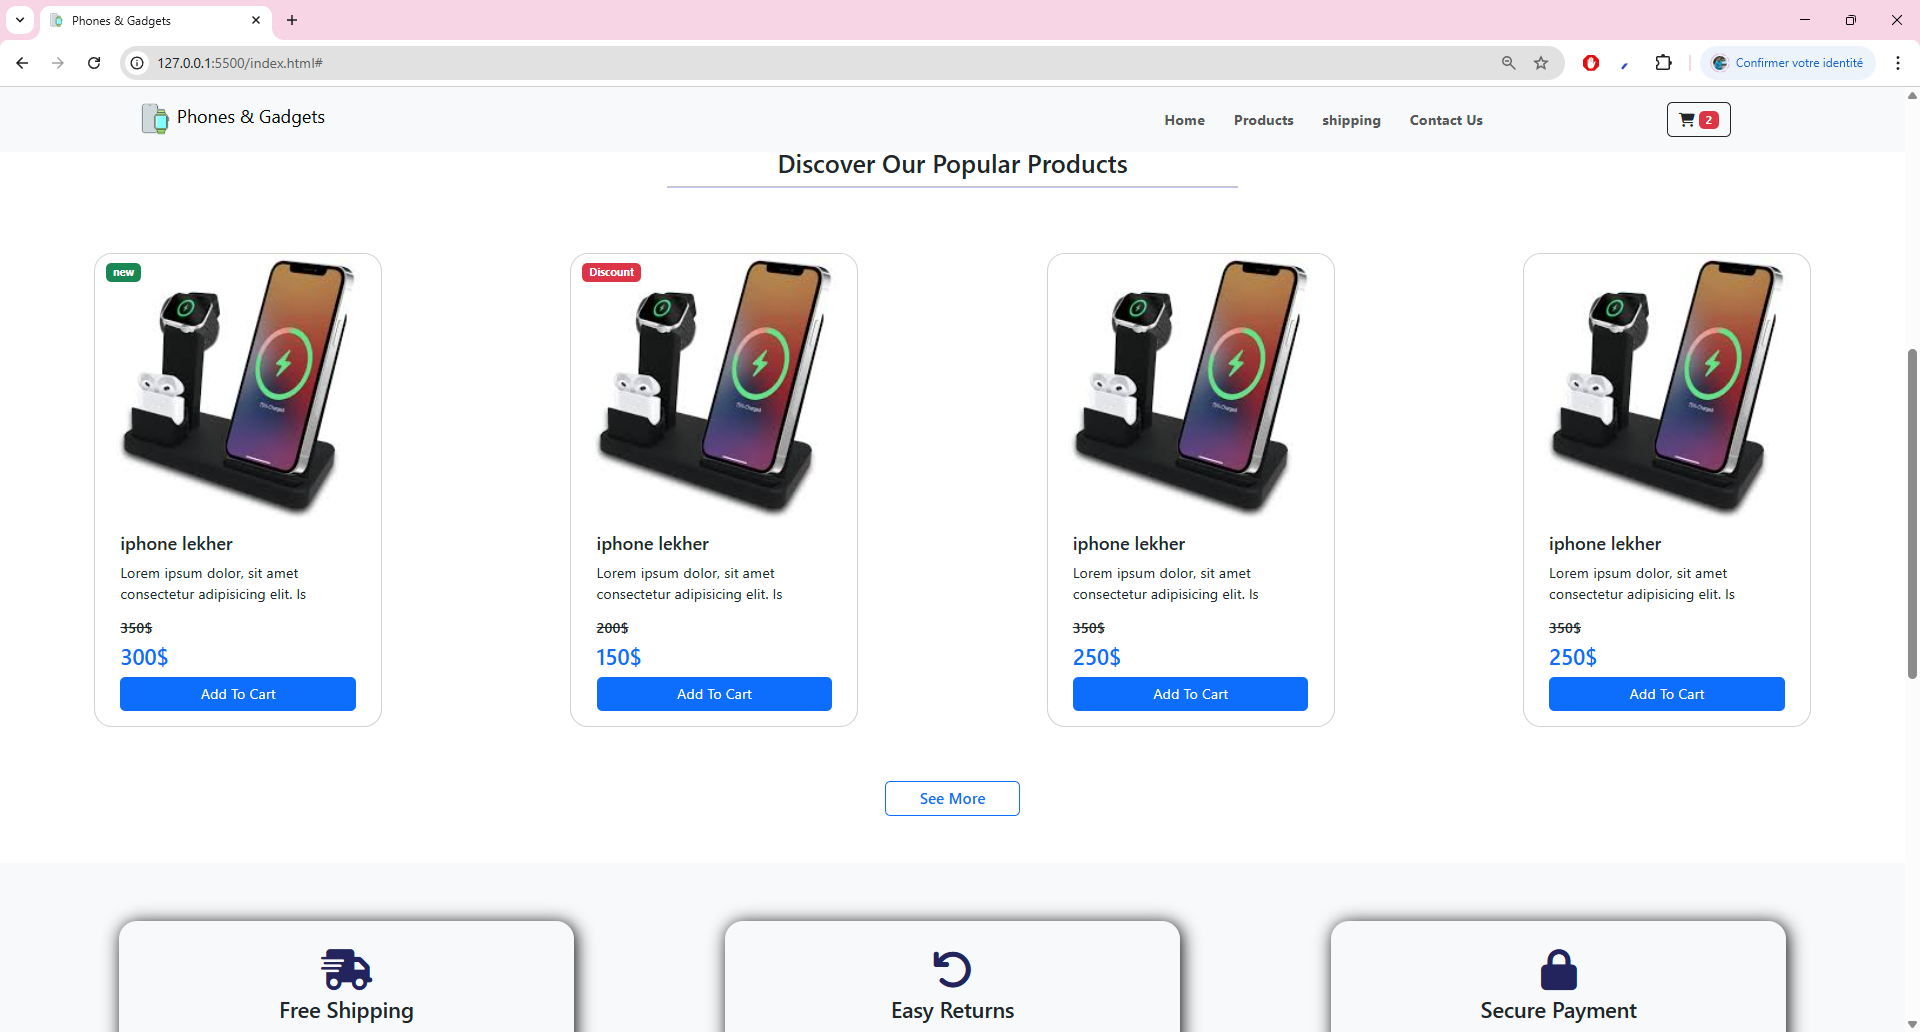 Phones & Gadgets
127.0.0.1:5500/index.html#
Confirmer votre identité
Phones & Gadgets
Home Products shipping Contact Us
2
Discover Our Popular Products
new
iphone lekher
Lorem ipsum dolor, sit amet
consectetur adipisicing elit. Is
350$
300$
Add To Cart
Discount
iphone lekher
Lorem ipsum dolor, sit amet
consectetur adipisicing elit. Is
200$
150$
Add To Cart
iphone lekher
Lorem ipsum dolor, sit amet
consectetur adipisicing elit. Is
350$
250$
Add To Cart
iphone lekher
Lorem ipsum dolor, sit amet
consectetur adipisicing elit. Is
350$
250$
Add To Cart
See More
Free Shipping
Easy Returns
Secure Payment